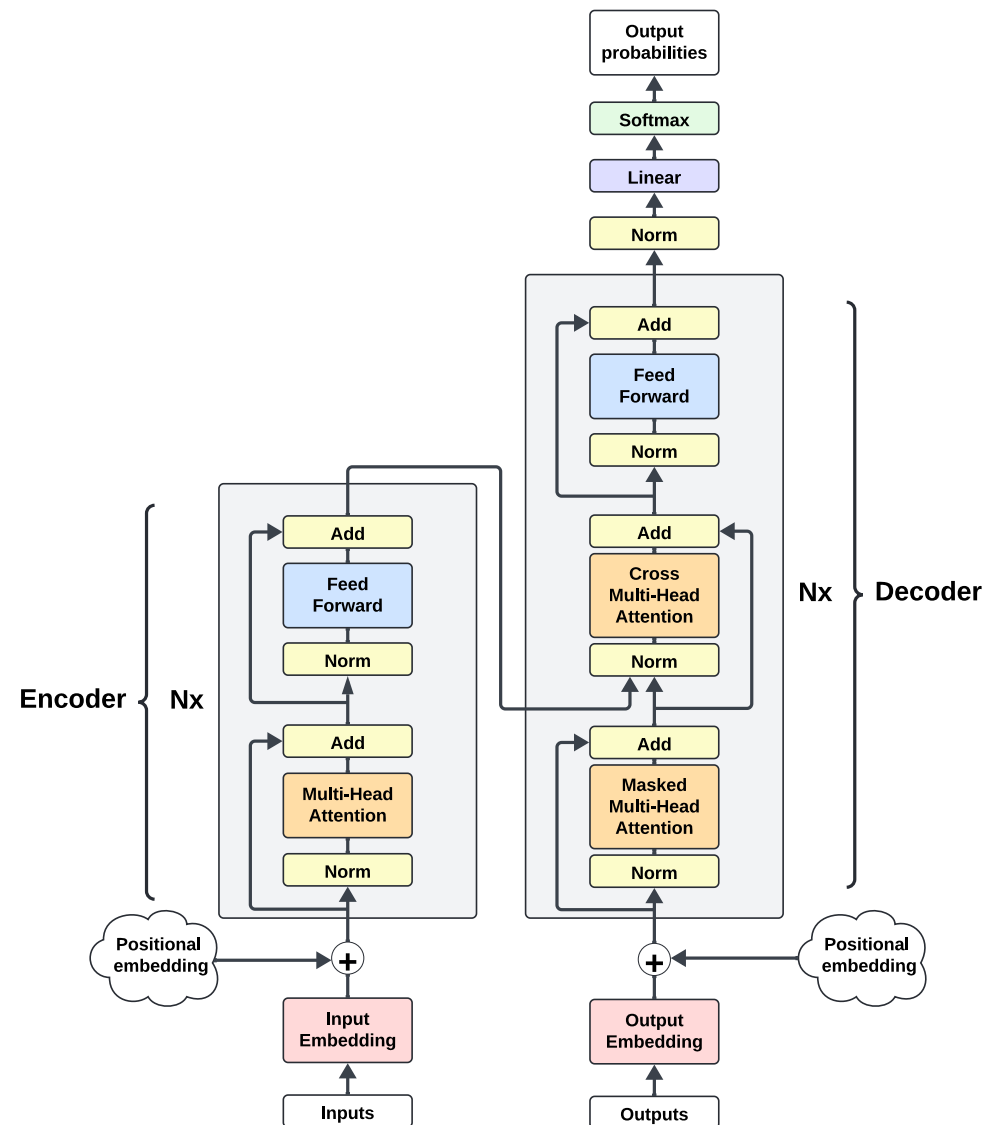 Output
probabilities
Softmax
Linear
Norm
Add
Feed
Forward
Norm
Add
Cross
Multi-Head
Attention
Norm
Add
Masked
Multi-Head
Attention
Norm
Nx
Decoder
Add
Feed
Forward
Norm
Add
Multi-Head
Attention
Norm
Encoder
Nx
Positional
embedding
+
Input
Embedding
Inputs
+
Positional
embedding
Output
Embedding
Outputs